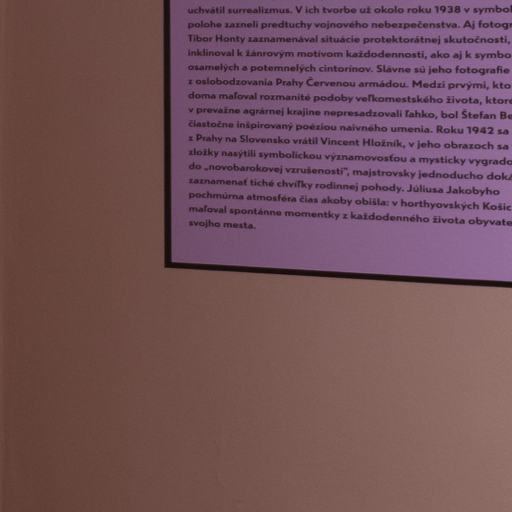 uchvátil surrealizmus. V ich tvorbe už okolo roku 1938 v symbol
polohe zazneli predtuchy vojnového nebezpečenstva. Aj fotogr
Tibor Honty zaznamenával situácie protektorátnej skutočnosti,
inklinoval k žánrovým motívom každodennosti, ako aj k symbo
osamelých a potemnelých cintorínov. Slávne sú jeho fotografie
z oslobodzovania Prahy Červenou armádou. Medzi prvými, kto
doma maľoval rozmanité podoby veľkomestského života, ktoré
v prevažne agrárnej krajine nepresadzovali ľahko, bol Štefan Be
čiastočne inšpirovaný poéziou naivného umenia. Roku 1942 sa
z Prahy na Slovensko vrátil Vincent Hložník, v jeho obrazoch sa
zložky nasýtili symbolickou významovosťou a mysticky vygrado
do „novobarokovej vzrušenosti”, majstrovsky jednoducho doká
zaznamenať tiché chvíľky rodinnej pohody. Júliusa Jakobyho
pochmúrna atmosféra čias akoby obišla: v horthyovských Košic
maľoval spontánne momentky z každodenného života obyvate
svojho mesta.